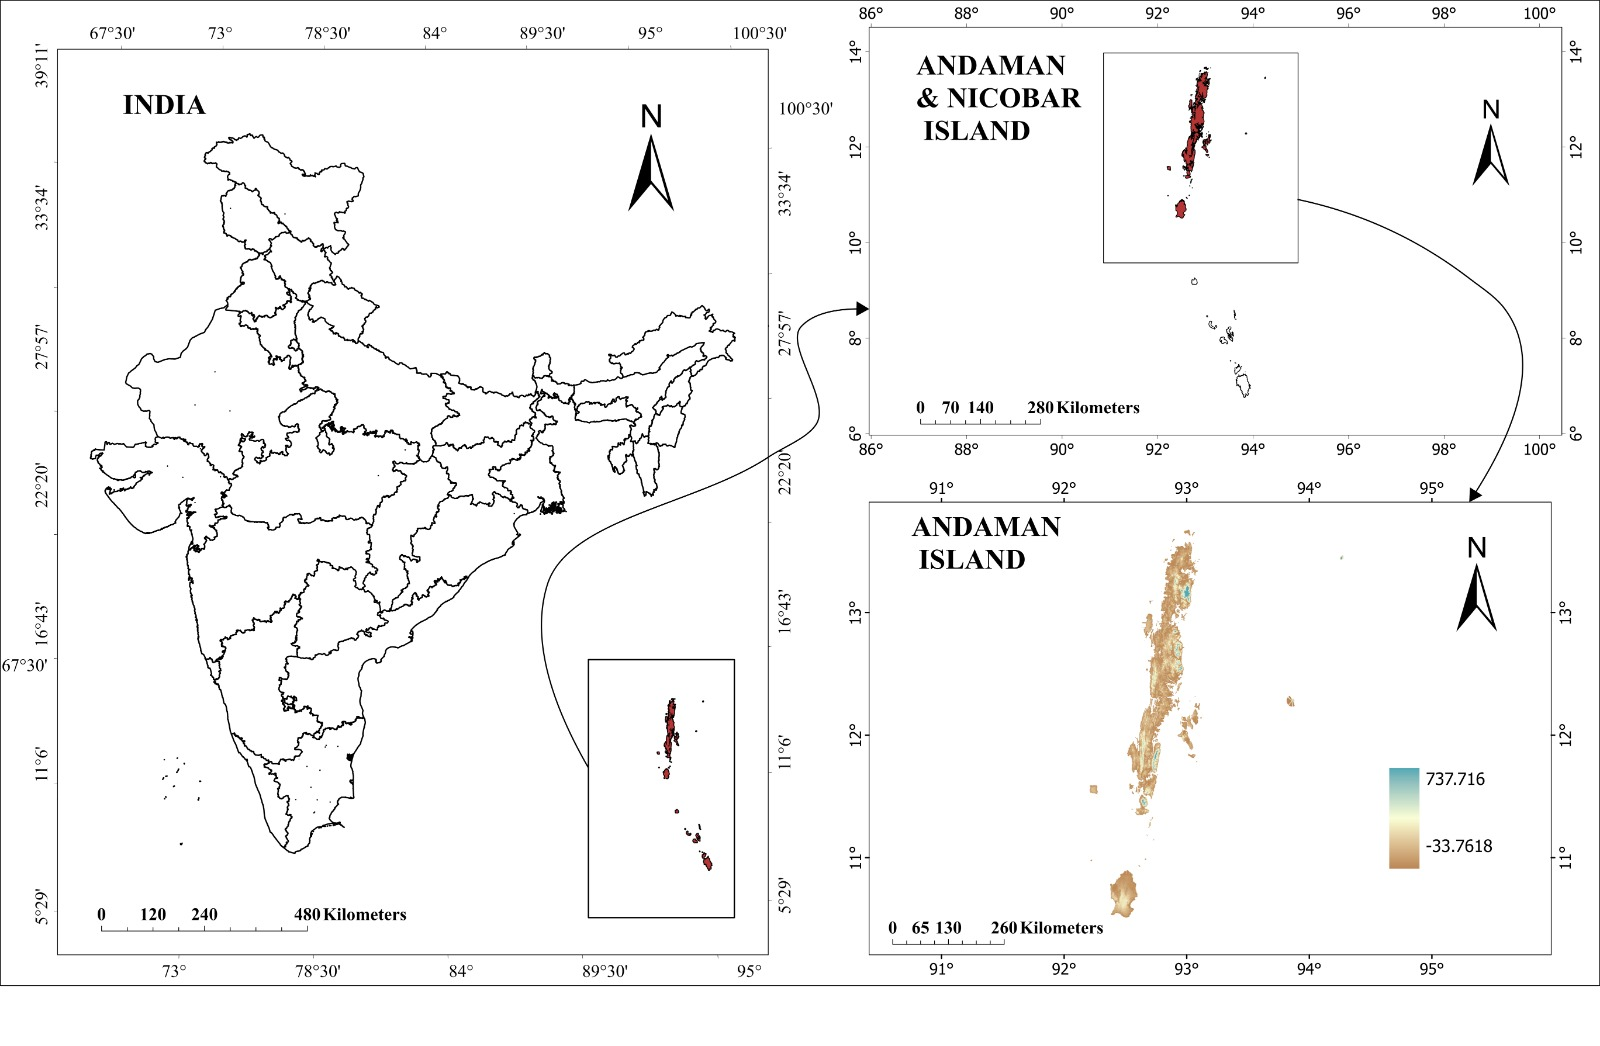 67°30' 73° 78°30' 84° 89°30' 95° 100°30'
39°11'
INDIA
N
100°30'
33°34' 33°34'
27°57' 27°57'
22°20' 22°20'
16°43' 16°43'
67°30'
11°6' 11°6'
5°29' 5°29'
0 120 240 480 Kilometers
73° 78°30' 84° 89°30' 95°
86° 88° 90° 92° 94° 96° 98° 100°
14° 14°
ANDAMAN
& NICOBAR
ISLAND
N
12° 12°
10° 10°
8° 8°
0 70 140 280 Kilometers
6° 6°
86° 88° 90° 92° 94° 96° 98° 100°
91° 92° 93° 94° 95°
ANDAMAN
ISLAND
N
13° 13°
12° 12°
737.716
-33.7618
11° 11°
0 65 130 260 Kilometers
91° 92° 93° 94° 95°